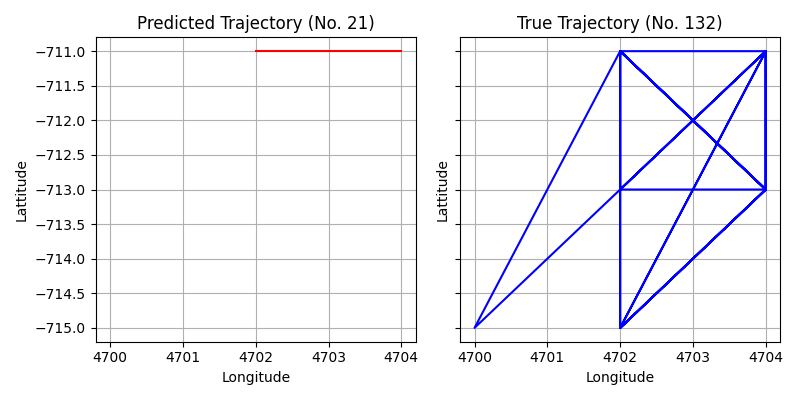 Predicted Trajectory (No. 21)
True Trajectory (No. 132)
Lattitude
−711.0
−711.5
−712.0
−712.5
−713.0
−713.5
−714.0
−714.5
−715.0
4700 4701 4702 4703 4704
Longitude
Lattitude
4700 4701 4702 4703 4704
Longitude